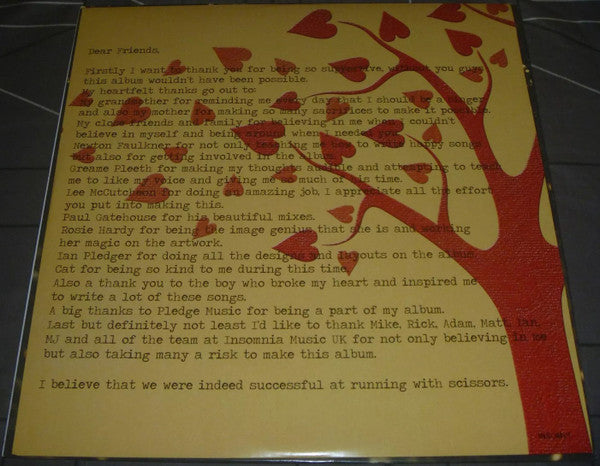 Dear Friends,
Firstly I want to thank you for being so supportive, without you guys
this album wouldn't have been possible.
My heartfelt thanks go out to:
My grandmother for reminding me every day that I should be a singer
and also my mother for making so many sacrifices to make it possible.
My close friends and family for believing in me when I couldn't
believe in myself and being around when I needed you.
Newton Faulkner for not only teaching me how to write happy songs
but also for getting involved in the album.
Greame Pleeth for making my thoughts audible and attempting to teach
me to like my voice and giving me so much of his time.
Lee McCutcheon for doing an amazing job, I appreciate all the effort
you put into making this.
Paul Gatehouse for his beautiful mixes.
Rosie Hardy for being the image genius that she is and working
her magic on the artwork.
Ian Pledger for doing all the designs and layouts on the album.
Cat for being so kind to me during this time.
Also a thank you to the boy who broke my heart and inspired me
to write a lot of these songs.
A big thanks to Pledge Music for being a part of my album.
Last but definitely not least I'd like to thank Mike, Rick, Adam, Matt, Ian
MJ and all of the team at Insomnia Music UK for not only believing in me
but also taking many a risk to make this album.
I believe that we were indeed successful at running with scissors.